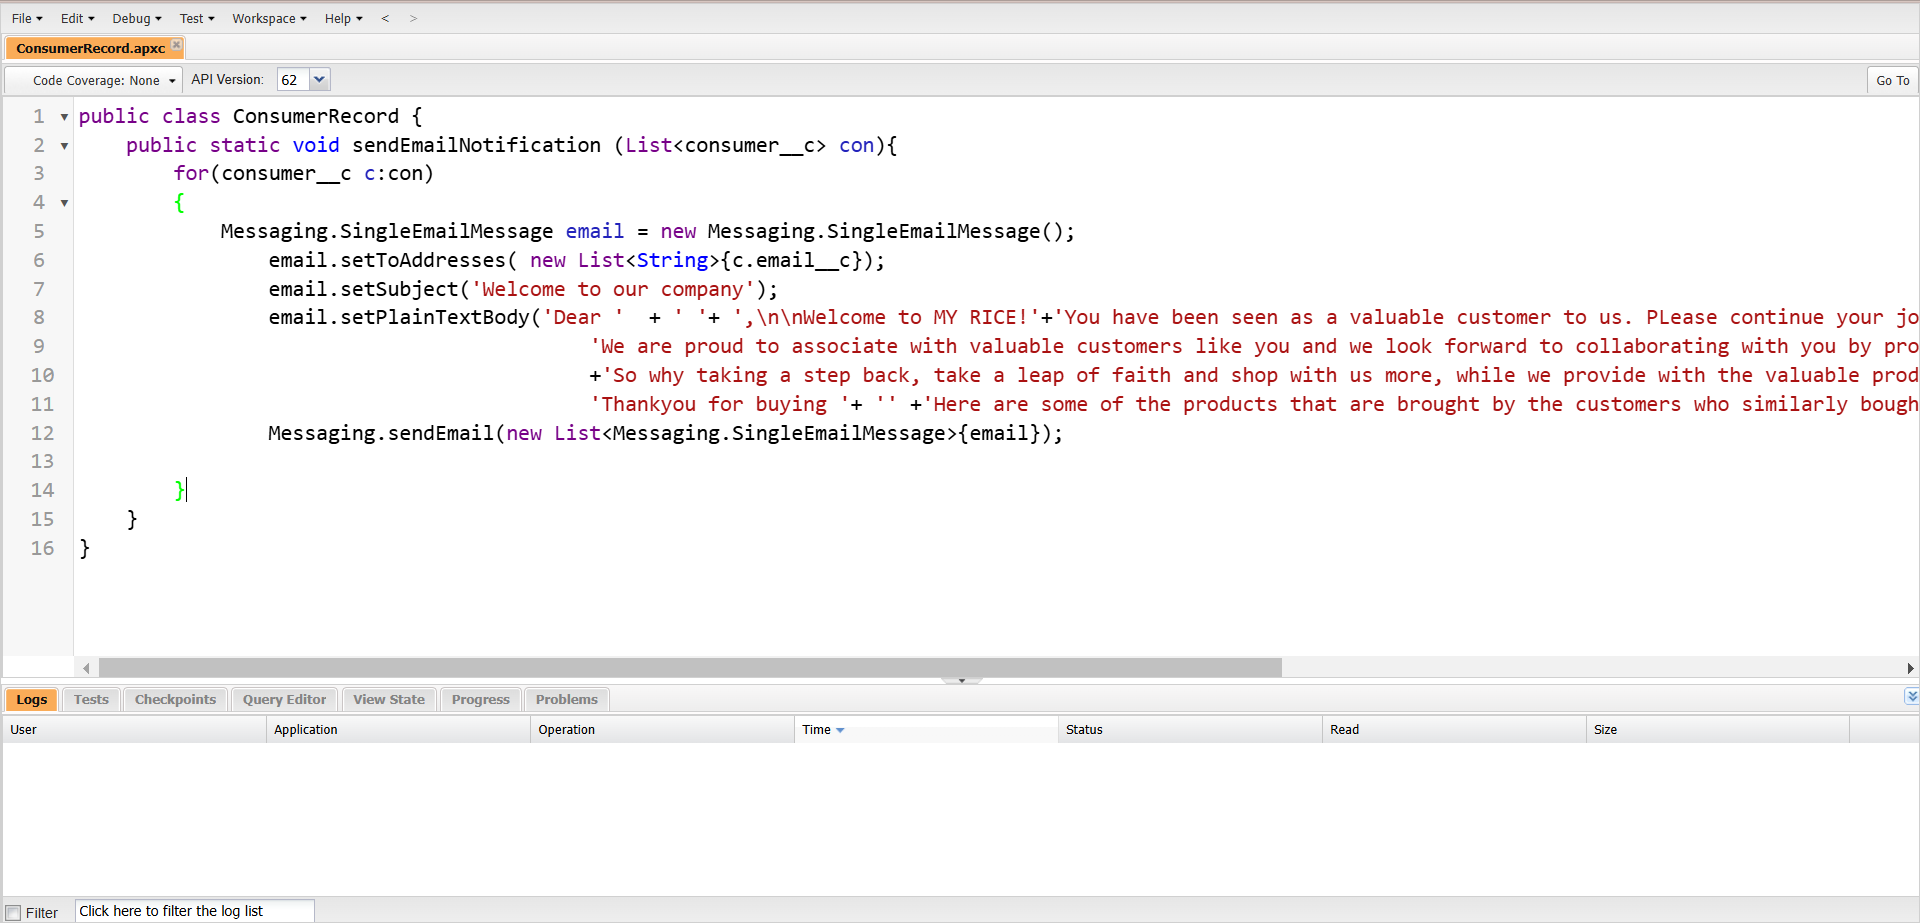 File Edit Debug Test Workspace Help < >
ConsumerRecord.apxc
Code Coverage: None API Version: 62 Go To
1 public class ConsumerRecord {
2 public static void sendEmailNotification (List<consumer__c> con){
3 for(consumer__c c:con)
4 {
5 Messaging.SingleEmailMessage email = new Messaging.SingleEmailMessage();
6 email.setToAddresses( new List<String>{c.email__c});
7 email.setSubject('Welcome to our company');
8 email.setPlainTextBody('Dear '  + ' '+ ',\n\nWelcome to MY RICE!'+'You have been seen as a valuable customer to us. PLease continue your jo
9 'We are proud to associate with valuable customers like you and we look forward to collaborating with you by pro
10 +'So why taking a step back, take a leap of faith and shop with us more, while we provide with the valuable prod
11 'Thankyou for buying '+ '' +'Here are some of the products that are brought by the customers who similarly bough
12 Messaging.sendEmail(new List<Messaging.SingleEmailMessage>{email});
13
14 }
15 }
16 }
Logs Tests Checkpoints Query Editor View State Progress Problems
User Application Operation Time Status Read Size
Filter Click here to filter the log list